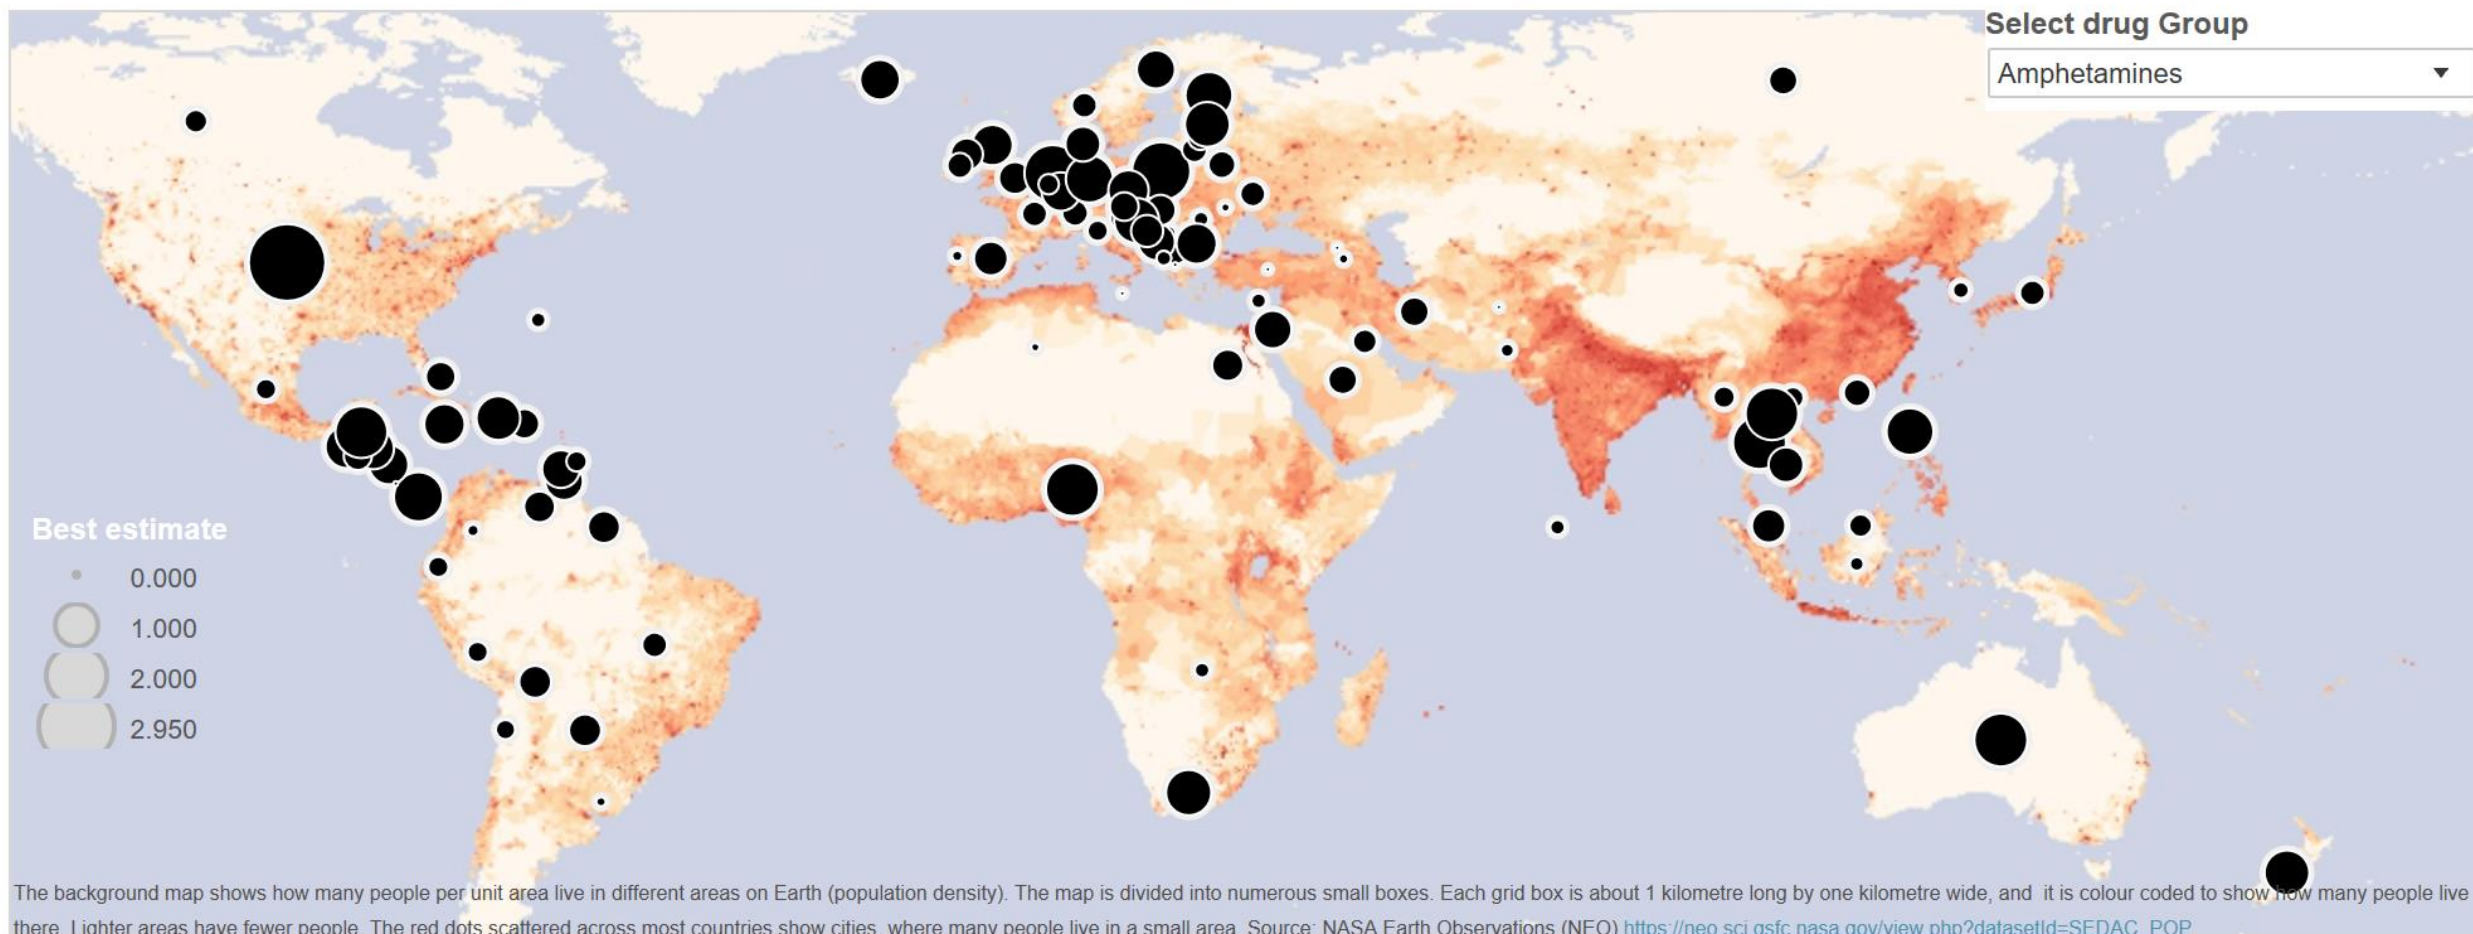 Select drug Group
Amphetamines
Best estimate
0.000
1.000
2.000
2.950
The background map shows how many people per unit area live in different areas on Earth (population density). The map is divided into numerous small boxes. Each grid box is about 1 kilometre long by one kilometre wide, and it is colour coded to show how many people live
there. Lighter areas have fewer people. The red dots scattered across most countries show cities, where many people live in a small area. Source: NASA Earth Observations (NEO) https://neo.sci.gsfc.nasa.gov/view.php?datasetId=SEDAC_POP